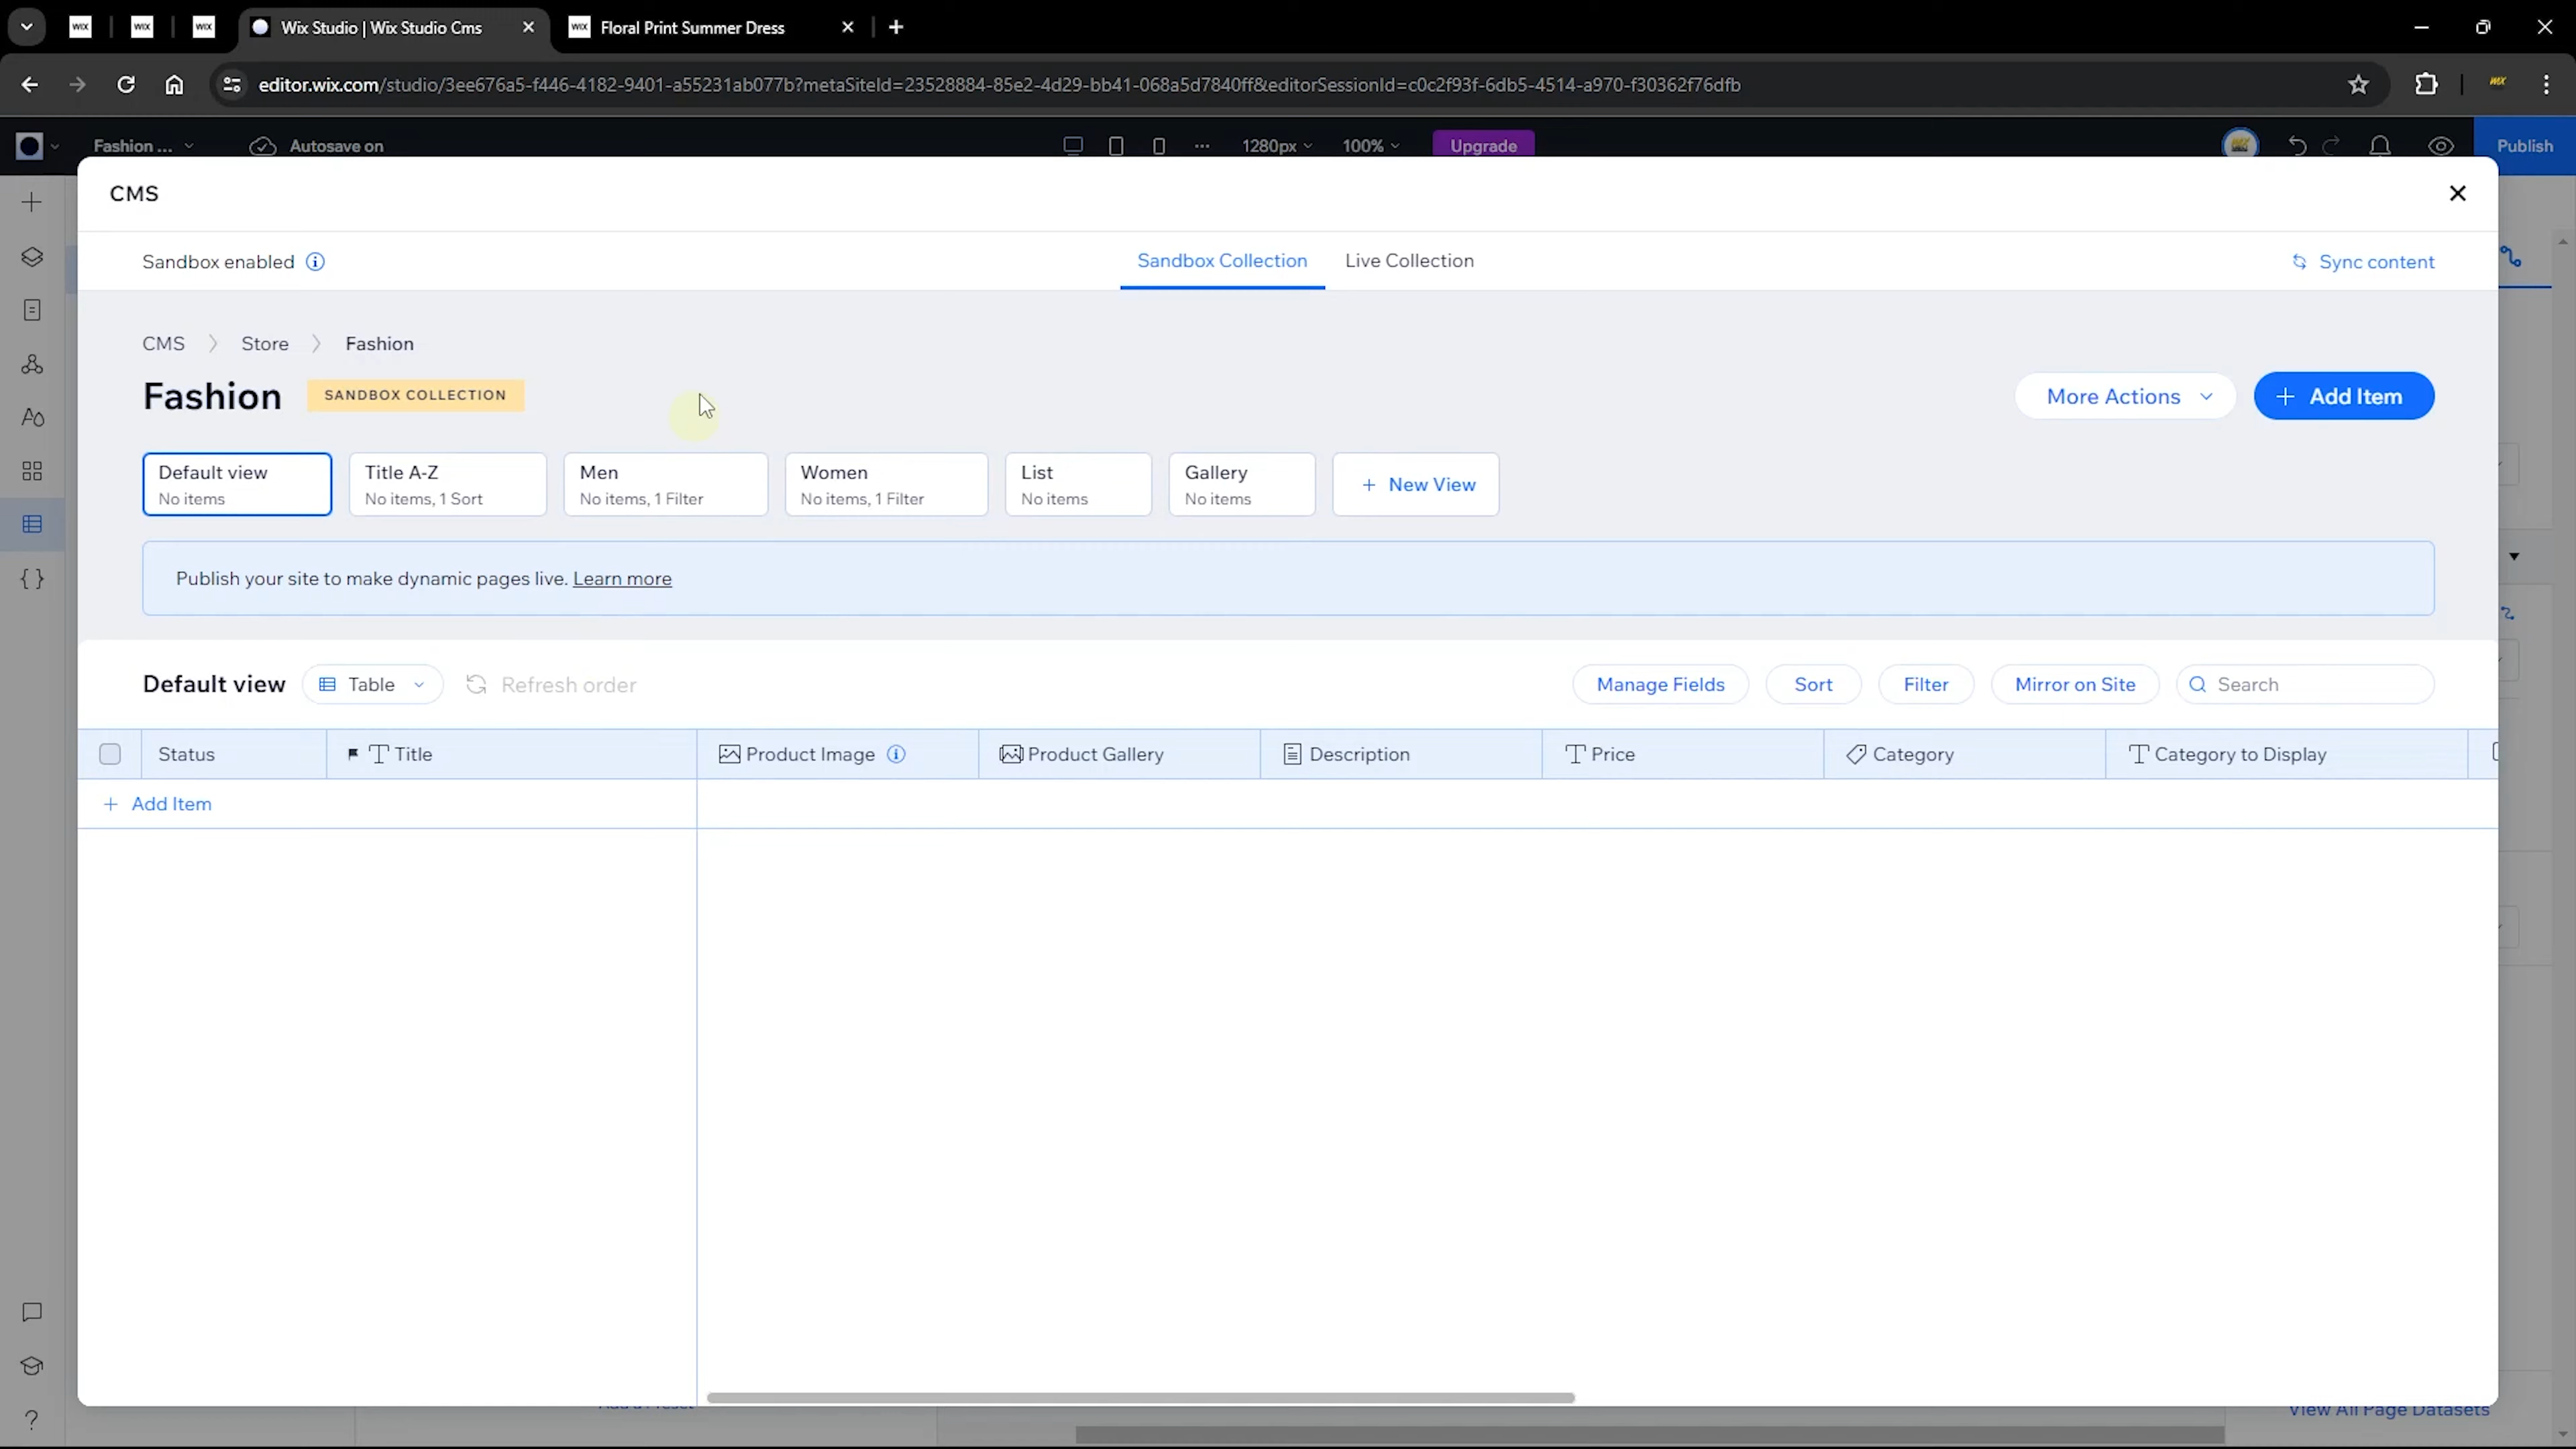 WIX WIX WIX Wix Studio | Wix Studio Cms WIX Floral Print Summer Dress
editor.wix.com/studio/3ee676a5-f446-4182-9401-a55231ab077b?metaSiteId=23528884-85e2-4d29-bb41-068a5d7840ff&editorSessionId=c0c2f93f-6db5-4514-a970-f30362f76dfb
Fashion ... Autosave on ... 1280px 100% Upgrade Publish
CMS
Sandbox enabled Sandbox Collection Live Collection Sync content
CMS Store Fashion
Fashion SANDBOX COLLECTION More Actions + Add Item
Default view Title A-Z Men Women List Gallery + New View
No items No items, 1 Sort No items, 1 Filter No items, 1 Filter No items No items
Publish your site to make dynamic pages live. Learn more
Default view Table Refresh order Manage Fields Sort Filter Mirror on Site Search
Status Title Product Image Product Gallery Description Price Category Category to Display
+ Add Item
View All Page Datasets